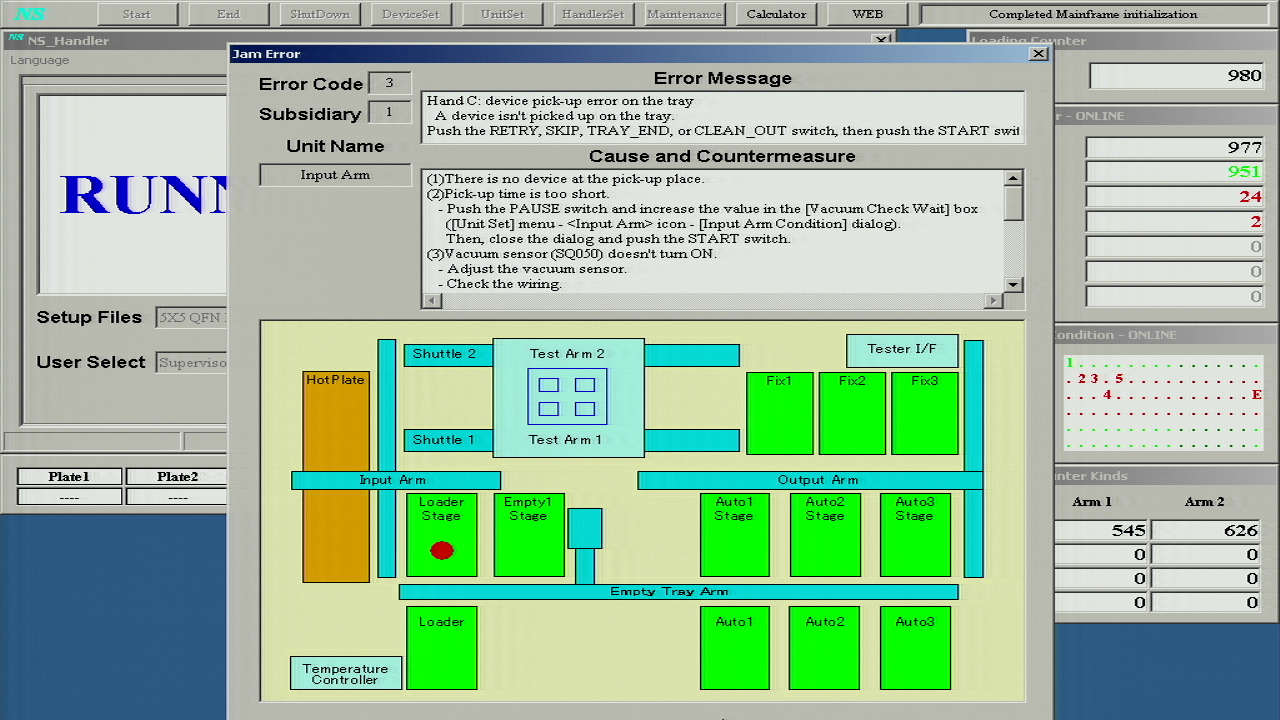 NS
Start
End
ShutDown
DeviceSet
UnitSet
HandlerSet
Maintenance
Calculator
WEB
Completed Mainframe initialization
NS NS_Handler
Language
RUNN
Setup Files
5X5 QFN
User Select
Superviso
Plate1
Plate2
----
----
Jam Error
Error Code
3
Subsidiary
1
Unit Name
Input Arm
Error Message
Hand C: device pick-up error on the tray
A device isn't picked up on the tray.
Push the RETRY, SKIP, TRAY_END, or CLEAN_OUT switch, then push the START swit
Cause and Countermeasure
(1)There is no device at the pick-up place.
(2)Pick-up time is too short.
- Push the PAUSE switch and increase the value in the [Vacuum Check Wait] box
([Unit Set] menu - <Input Arm> icon - [Input Arm Condition] dialog).
Then, close the dialog and push the START switch.
(3)Vacuum sensor (SQ050) doesn't turn ON.
- Adjust the vacuum sensor.
- Check the wiring.
HotPlate
Shuttle 2
Test Arm 2
Tester I/F
Fix1
Fix2
Fix3
Shuttle 1
Test Arm 1
Input Arm
Output Arm
Loader
Stage
Empty1
Stage
Auto1
Stage
Auto2
Stage
Auto3
Stage
Empty Tray Arm
Loader
Auto1
Auto2
Auto3
Temperature
Controller
Loading Counter
980
r - ONLINE
977
951
24
2
0
0
0
ondition - ONLINE
1
2 3 . 5
4
E
unter Kinds
Arm 1
Arm 2
545
626
0
0
0
0
0
0